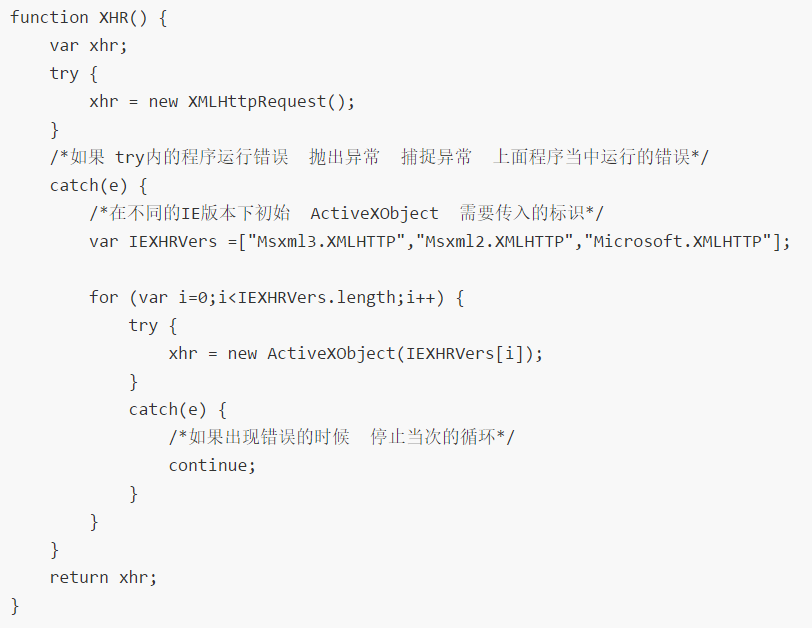 function XHR() {
    var xhr;
    try {
        xhr = new XMLHttpRequest();
    }
    /*如果 try内的程序运行错误  抛出异常  捕捉异常  上面程序当中运行的错误*/
    catch(e) {
        /*在不同的IE版本下初始  ActiveXObject  需要传入的标识*/
        var IEXHRVers =["Msxml3.XMLHTTP","Msxml2.XMLHTTP","Microsoft.XMLHTTP"];

        for (var i=0;i<IEXHRVers.length;i++) {
            try {
                xhr = new ActiveXObject(IEXHRVers[i]);
            }
            catch(e) {
                /*如果出现错误的时候  停止当次的循环*/
                continue;
            }
        }
    }
    return xhr;
}